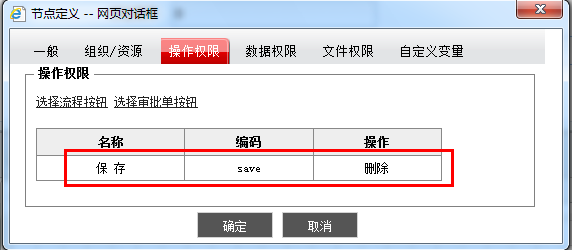 节点定义 -- 网页对话框
一般 组织/资源 操作权限 数据权限 文件权限 自定义变量
操作权限
选择流程按钮 选择审批单按钮
名称 编码 操作
保 存 save 删除
确定 取消